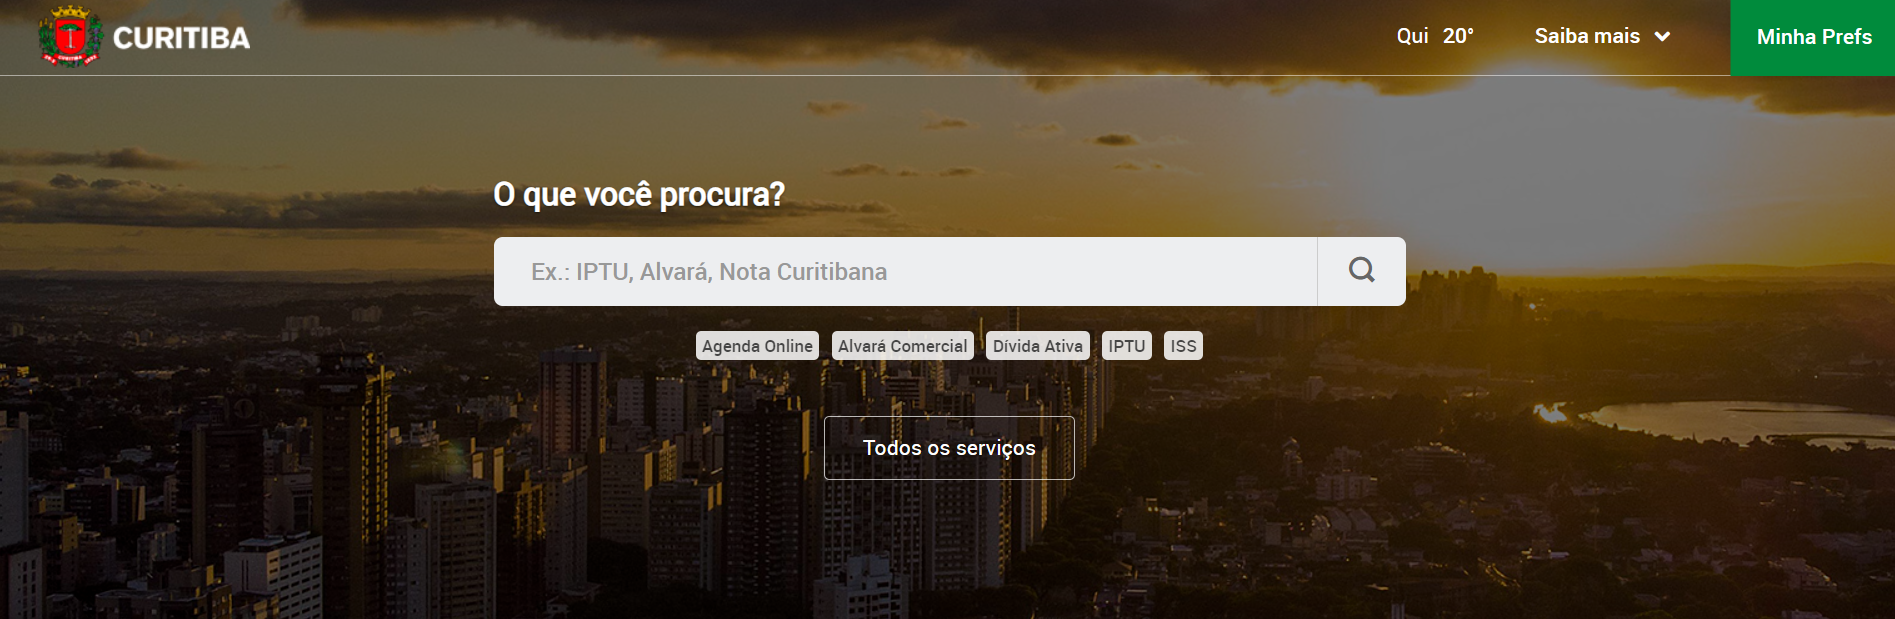 CURITIBA
Qui 20° Saiba mais
Minha Prefs
O que você procura?
Ex.: IPTU, Alvará, Nota Curitibana
Agenda Online Alvará Comercial Dívida Ativa IPTU ISS
Todos os serviços